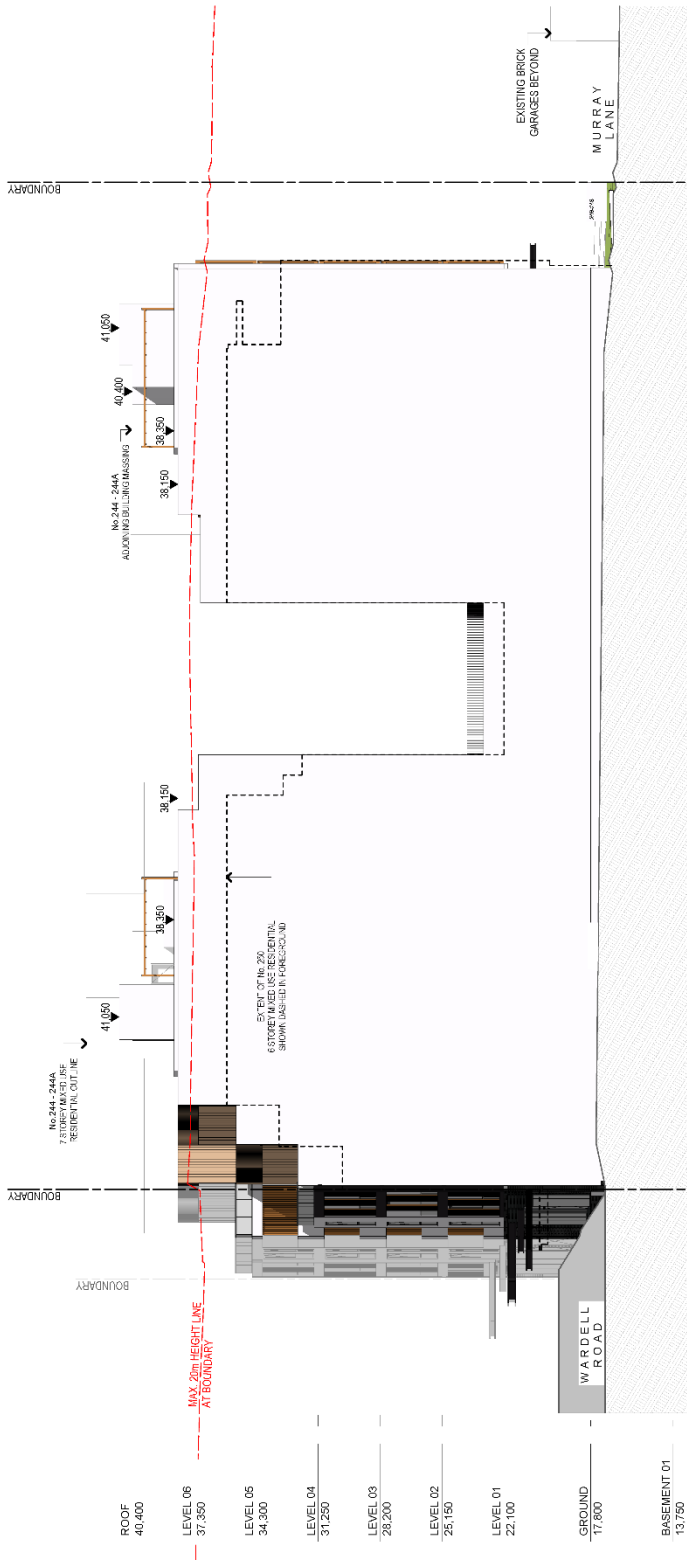 ROOF
40,400
LEVEL 06
37,350
LEVEL 05
34,300
LEVEL 04
31,250
LEVEL 03
28,200
LEVEL 02
25,150
LEVEL 01
22,100
GROUND
17,800
BASEMENT 01
13,750
MAX. 20m HEIGHT LINE
AT BOUNDARY
BOUNDARY
BOUNDARY
WARDELL
ROAD
No.244 - 244A
7 STOREY MIXED USE
RESIDENTIAL OUTLINE
41,050
38,350
38,150
EXTENT OF No. 250
6 STOREY MIXED USE RESIDENTIAL
SHOWN DASHED IN FOREGROUND
38,150
38,350
No.244 - 244A
ADJOINING BUILDING MASSING
40,400
41,050
BOUNDARY
EXISTING BRICK
GARAGES BEYOND
MURRAY
LANE